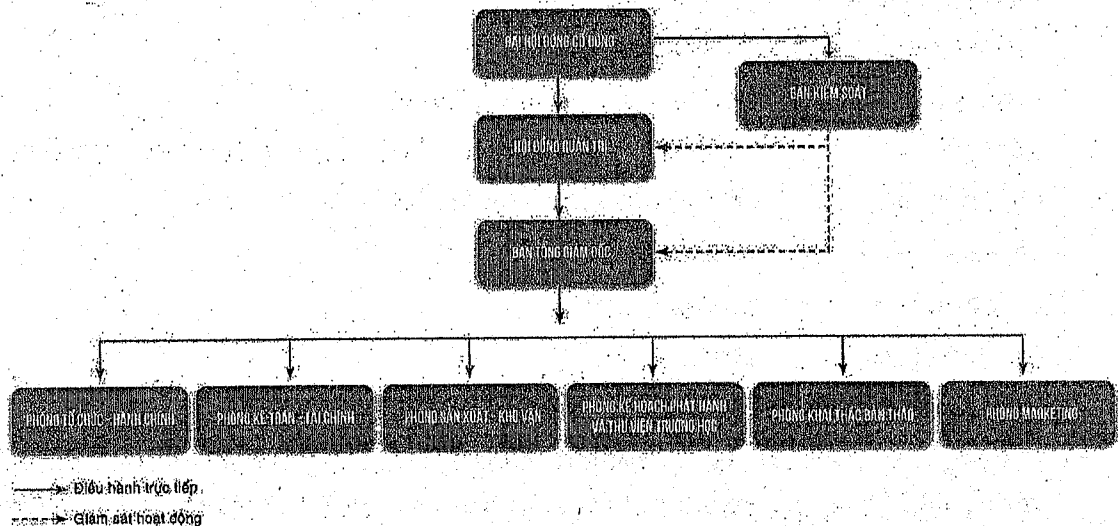 ĐẠI HỘI ĐỒNG CỔ ĐÔNG
BAN KIỂM SOÁT
HỘI ĐỒNG QUẢN TRỊ
BAN TỔNG GIÁM ĐỐC
PHÒNG TỔ CHỨC - HÀNH CHÍNH
PHÒNG KẾ TOÁN - TÀI CHÍNH
PHÒNG SẢN XUẤT - KHO VẬN
PHÒNG KẾ HOẠCH PHÁT HÀNH
VÀ THƯ VIỆN TRƯỜNG HỌC
PHÒNG KHAI THÁC BẢN THẢO
PHÒNG MARKETING
Điều hành trực tiếp
Giám sát hoạt động